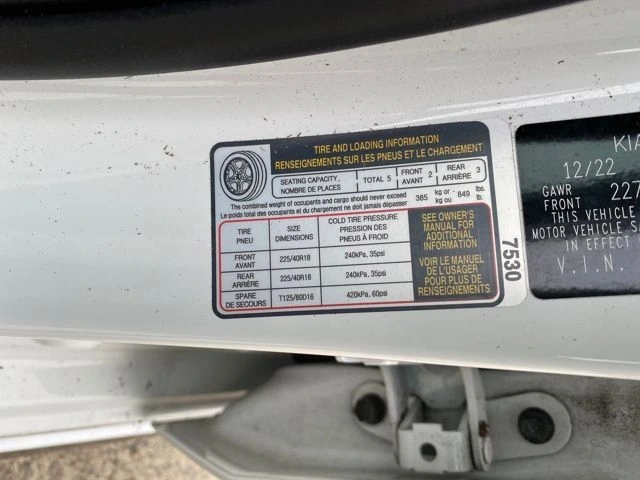 TIRE AND LOADING INFORMATION
RENSEIGNEMENTS SUR LES PNEUS ET LE CHARGEMENT
SEATING CAPACITY, NOMBRE DE PLACES TOTAL 5 FRONT AVANT 2 REAR ARRIÈRE 3
The combined weight of occupants and cargo should never exceed 385 kg or - 849 lbs.
Le poids total des occupants et du chargement ne doit jamais dépasser kg ou lb.
TIRE PNEU SIZE DIMENSIONS COLD TIRE PRESSURE PRESSION DES PNEUS À FROID
FRONT AVANT 225/40R18 240kPa, 35psi
REAR ARRIÈRE 225/40R18 240kPa, 35psi
SPARE DE SECOURS T125/80D16 420kPa, 60psi
SEE OWNER'S
MANUAL FOR
ADDITIONAL
INFORMATION
VOIR LE MANUEL
DE L'USAGER
POUR PLUS DE
RENSEIGNEMENTS
7530
12/22
GAWR
FRONT 227
THIS VEHICLE
MOTOR VEHICLE
IN EFFECT
V.I.N.